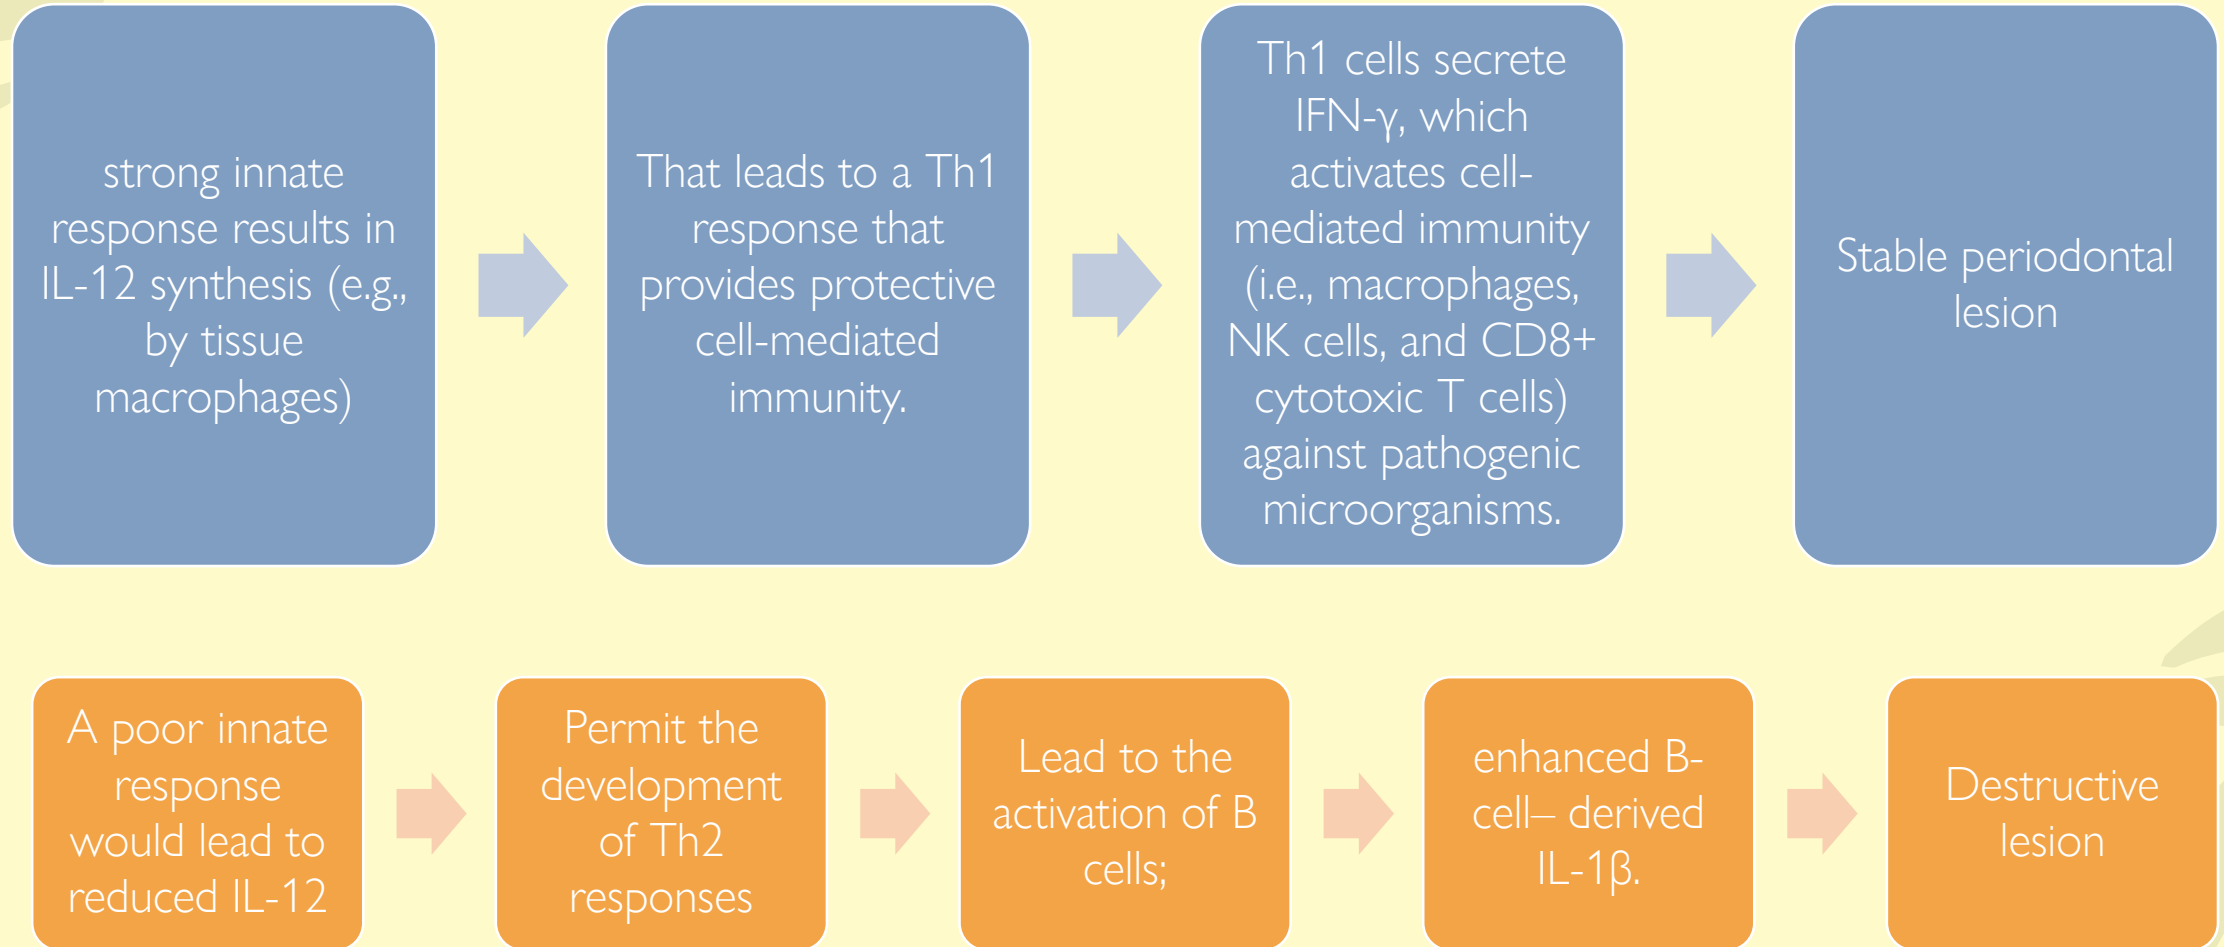 strong innate
response results in
IL-12 synthesis (e.g.,
by tissue
macrophages)
That leads to a Th1
response that
provides protective
cell-mediated
immunity.
Th1 cells secrete
IFN-γ, which
activates cell-
mediated immunity
(i.e., macrophages,
NK cells, and CD8+
cytotoxic T cells)
against pathogenic
microorganisms.
Stable periodontal
lesion
A poor innate
response
would lead to
reduced IL-12
Permit the
development
of Th2
responses
Lead to the
activation of B
cells;
enhanced B-
cell– derived
IL-1β.
Destructive
lesion